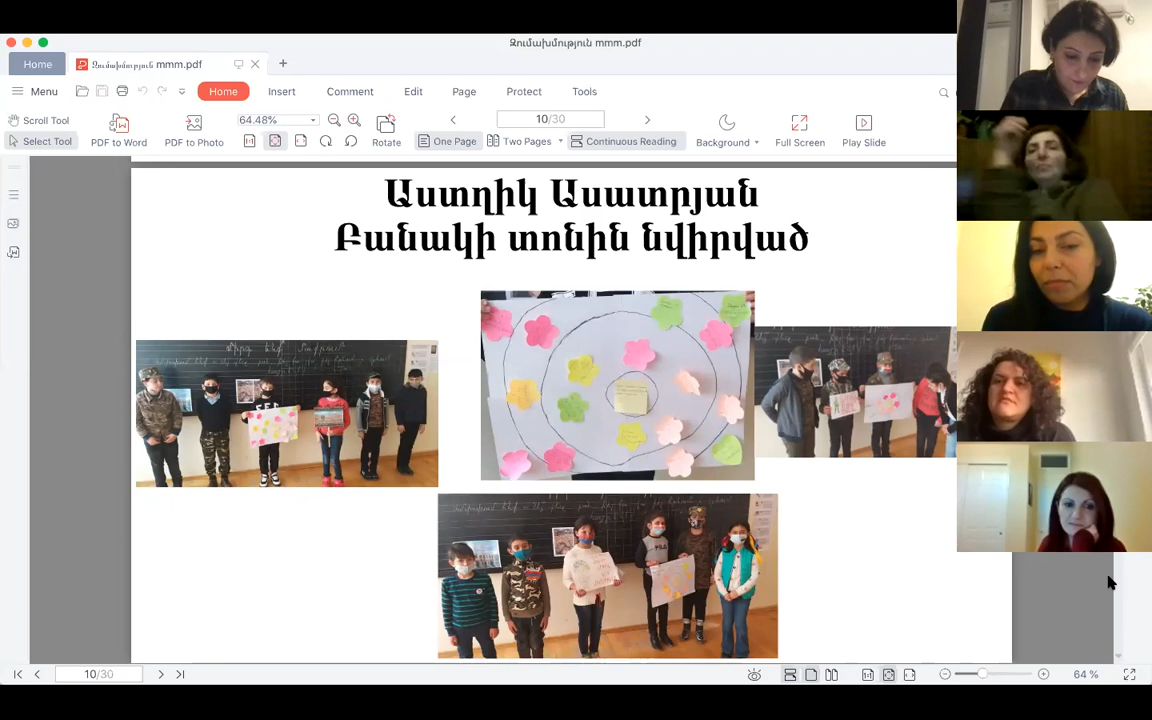 Զումախմություն mmm.pdf
Home
Զումախմություն mmm.pdf
Menu
Home
Insert
Comment
Edit
Page
Protect
Tools
Scroll Tool
Select Tool
PDF to Word
PDF to Photo
64.48%
Rotate
10/30
One Page
Two Pages
Continuous Reading
Background
Full Screen
Play Slide
Աստղիկ Ասատրյան
Բանակի տոնին նվիրված
10/30
64 %